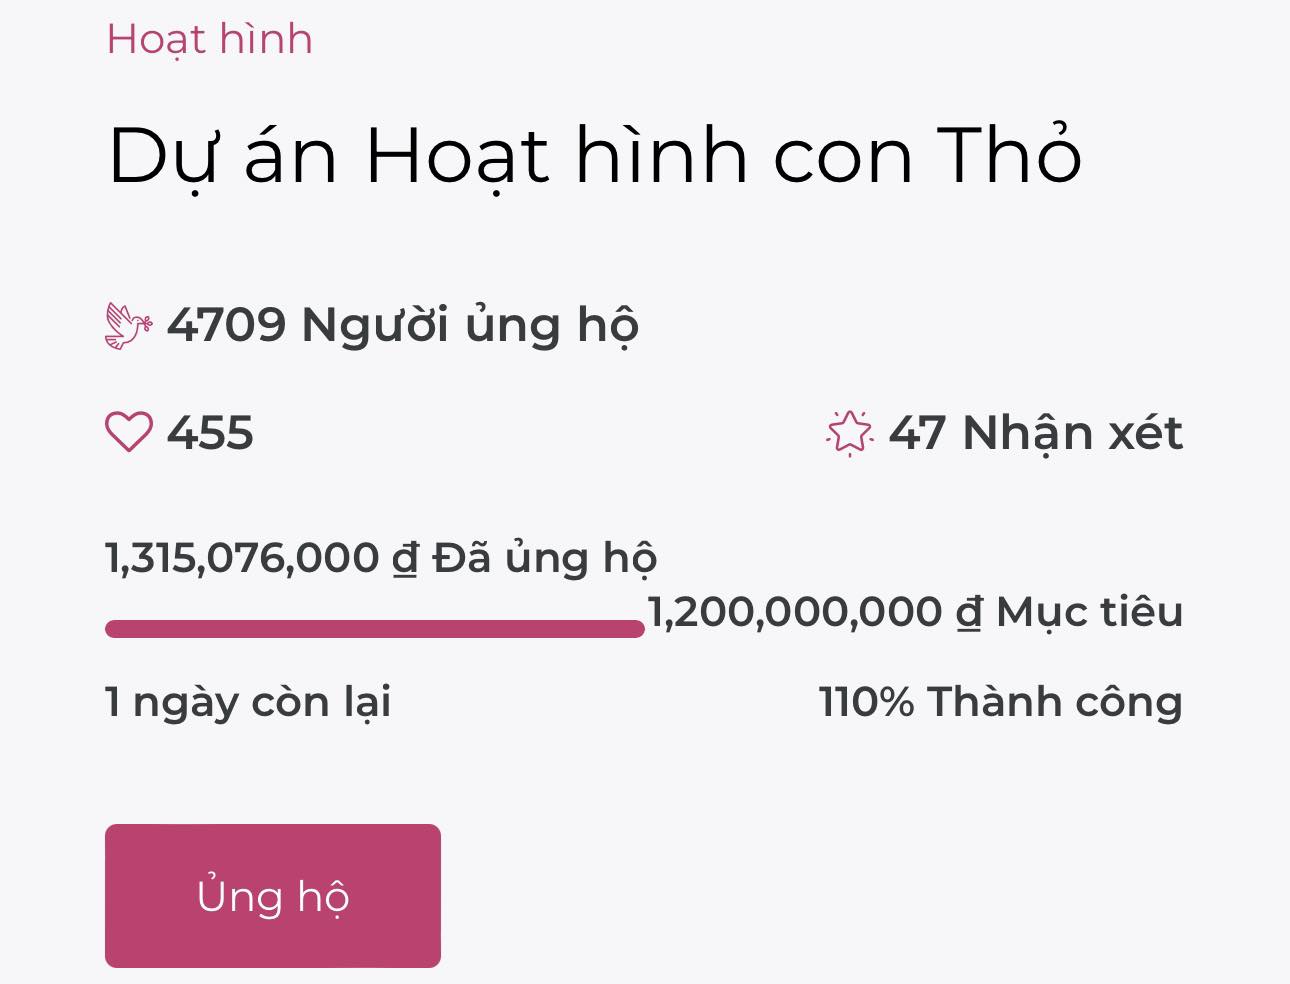 Hoạt hình
Dự án Hoạt hình con Thỏ
4709 Người ủng hộ
455
47 Nhận xét
1,315,076,000 ₫ Đã ủng hộ
1,200,000,000 ₫ Mục tiêu
1 ngày còn lại
110% Thành công
Ủng hộ